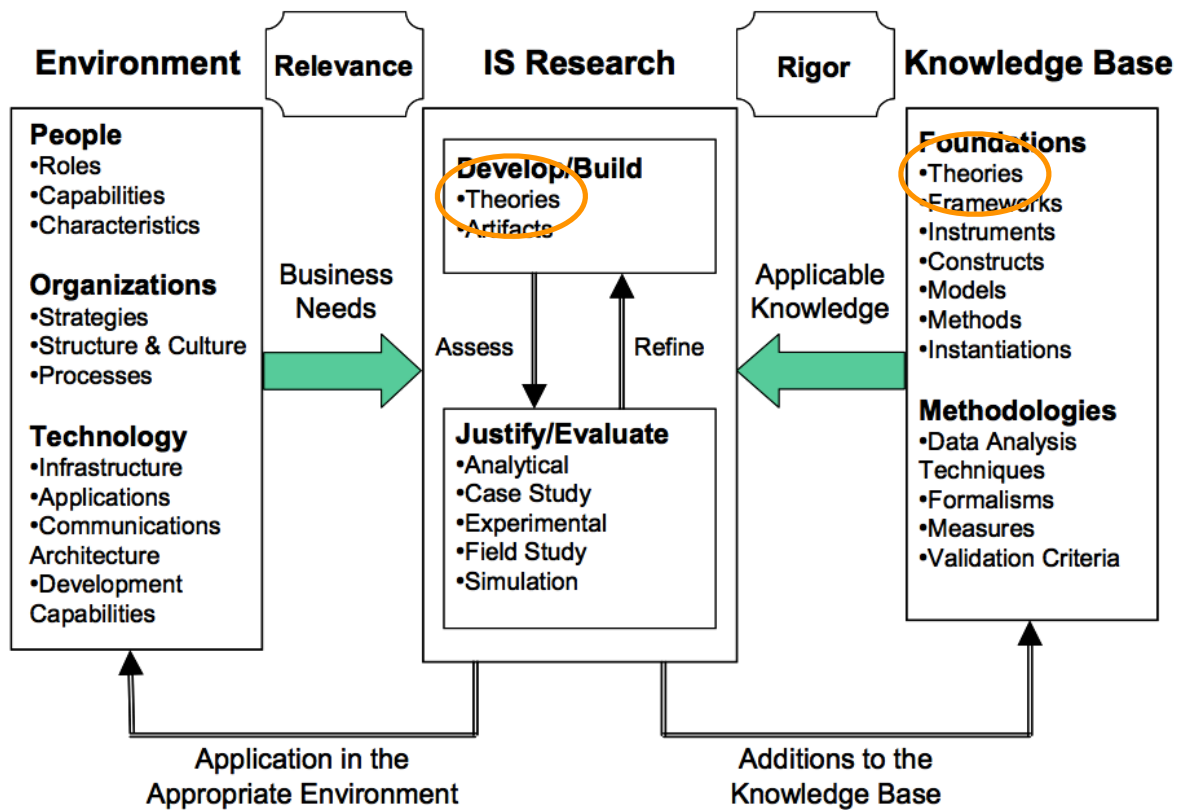 Environment
Relevance
IS Research
Rigor
Knowledge Base
People
•Roles
•Capabilities
•Characteristics
Organizations
•Strategies
•Structure & Culture
•Processes
Technology
•Infrastructure
•Applications
•Communications
Architecture
•Development
Capabilities
Business
Needs
Develop/Build
•Theories
•Artifacts
Assess
Refine
Justify/Evaluate
•Analytical
•Case Study
•Experimental
•Field Study
•Simulation
Applicable
Knowledge
Foundations
•Theories
•Frameworks
•Instruments
•Constructs
•Models
•Methods
•Instantiations
Methodologies
•Data Analysis
Techniques
•Formalisms
•Measures
•Validation Criteria
Application in the
Appropriate Environment
Additions to the
Knowledge Base